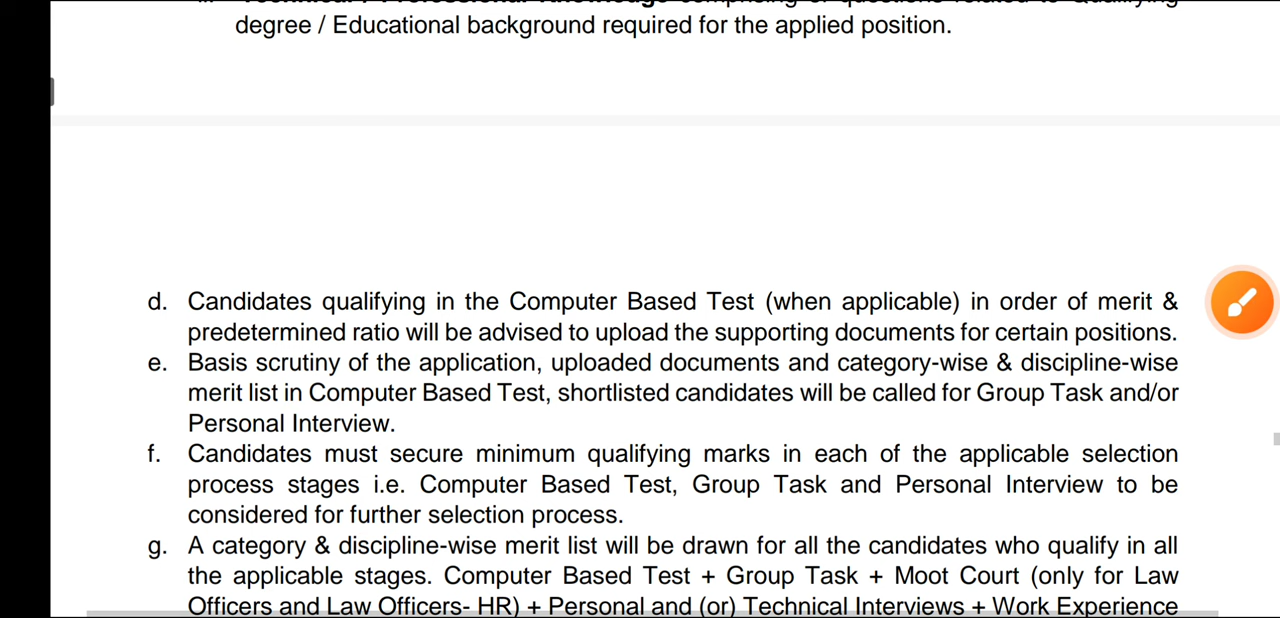 degree / Educational background required for the applied position.
d. Candidates qualifying in the Computer Based Test (when applicable) in order of merit &
predetermined ratio will be advised to upload the supporting documents for certain positions.
e. Basis scrutiny of the application, uploaded documents and category-wise & discipline-wise
merit list in Computer Based Test, shortlisted candidates will be called for Group Task and/or
Personal Interview.
f. Candidates must secure minimum qualifying marks in each of the applicable selection
process stages i.e. Computer Based Test, Group Task and Personal Interview to be
considered for further selection process.
g. A category & discipline-wise merit list will be drawn for all the candidates who qualify in all
the applicable stages. Computer Based Test + Group Task + Moot Court (only for Law
Officers and Law Officers- HR) + Personal and (or) Technical Interviews + Work Experience